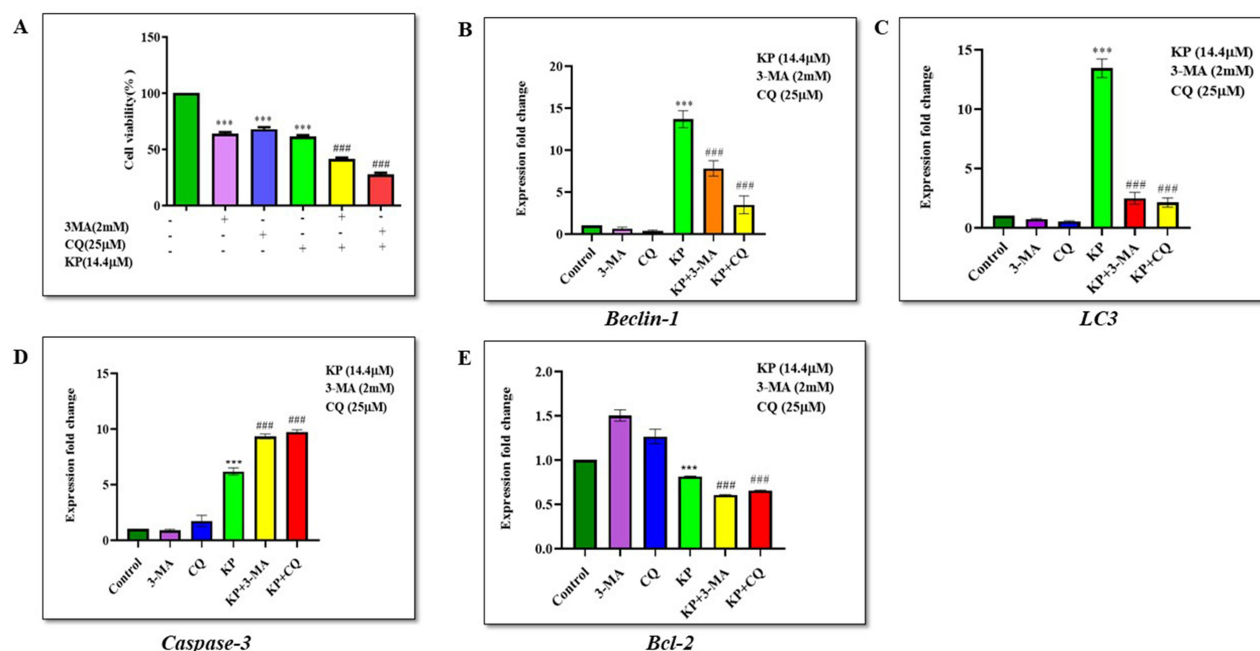 A
150
100
50
0
Cell viability(% )
***
***
***
###
###
3MA(2mM) - + - - + -
CQ(25µM) - - + - - +
KP(14.4µM) - - - + + +
B
20
15
10
5
0
Expression fold change
KP (14.4µM)
3-MA (2mM)
CQ (25µM)
***
###
###
Control
3-MA
CQ
KP
KP+3-MA
KP+CQ
Beclin-1
C
15
10
5
0
Expression fold change
KP (14.4µM)
3-MA (2mM)
CQ (25µM)
***
###
###
Control
3-MA
CQ
KP
KP+3-MA
KP+CQ
LC3
D
15
10
5
0
Expression fold change
KP (14.4µM)
3-MA (2mM)
CQ (25µM)
***
###
###
Control
3-MA
CQ
KP
KP+3-MA
KP+CQ
Caspase-3
E
2.0
1.5
1.0
0.5
0.0
Expression fold change
KP (14.4µM)
3-MA (2mM)
CQ (25µM)
***
###
###
Control
3-MA
CQ
KP
KP+3-MA
KP+CQ
Bcl-2